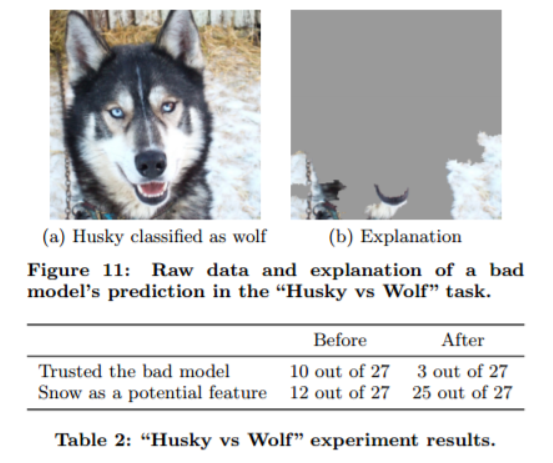 (a) Husky classified as wolf (b) Explanation
Figure 11: Raw data and explanation of a bad
model's prediction in the “Husky vs Wolf” task.
Before After
Trusted the bad model 10 out of 27 3 out of 27
Snow as a potential feature 12 out of 27 25 out of 27
Table 2: “Husky vs Wolf” experiment results.